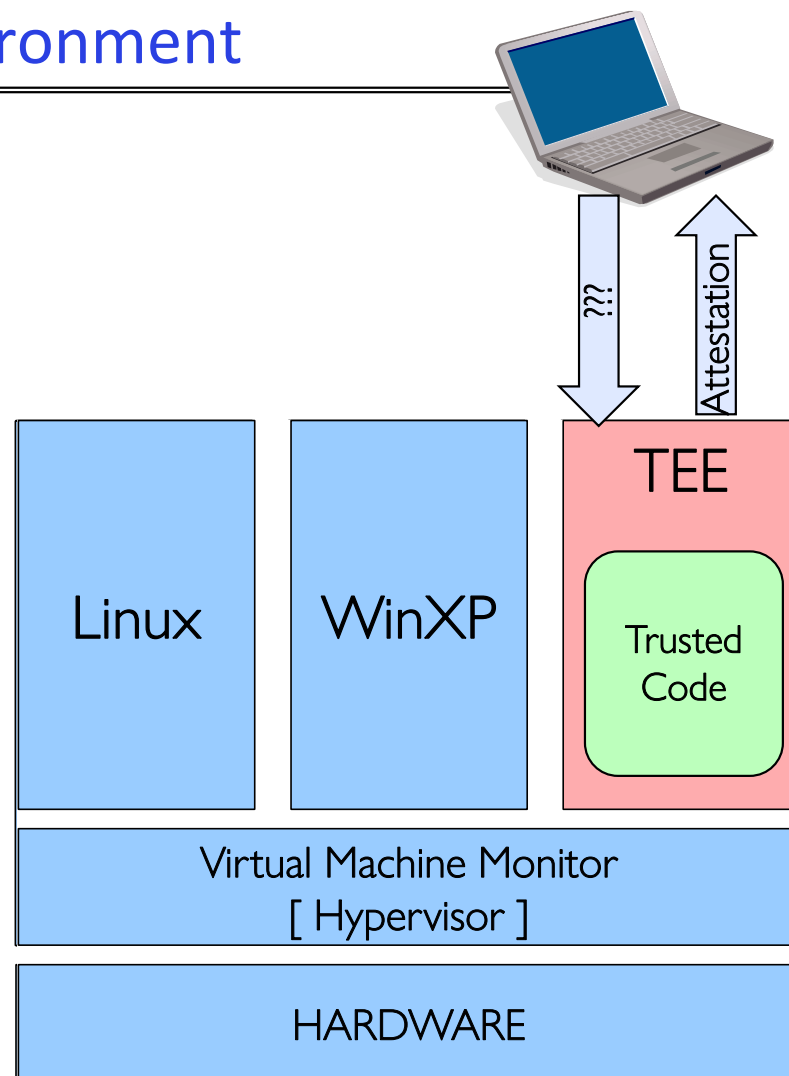 ronment
???
Attestation
TEE
Linux
WinXP
Trusted
Code
Virtual Machine Monitor
[ Hypervisor ]
HARDWARE